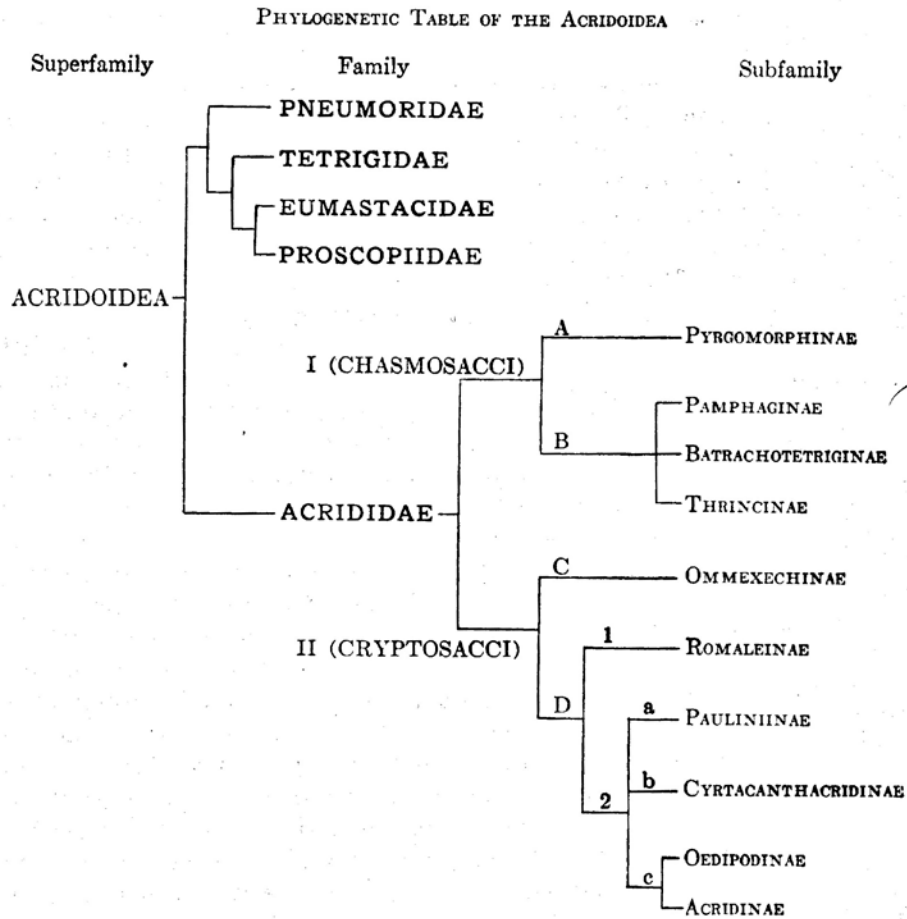 PHYLOGENETIC TABLE OF THE ACRIDOIDEA
Superfamily Family Subfamily
PNEUMORIDAE
TETRIGIDAE
EUMASTACIDAE
PROSCOPIIDAE
ACRIDOIDEA
A PYRGOMORPHINAE
I (CHASMOSACCI)
PAMPHAGINAE
B BATRACHOTETRIGINAE
THRINCINAE
ACRIDIDAE
C OMMEXECHINAE
II (CRYPTOSACCI)
1 ROMALEINAE
D
a PAULINIINAE
b CYRTACANTHACRIDINAE
2
OEDIPODINAE
c
ACRIDINAE